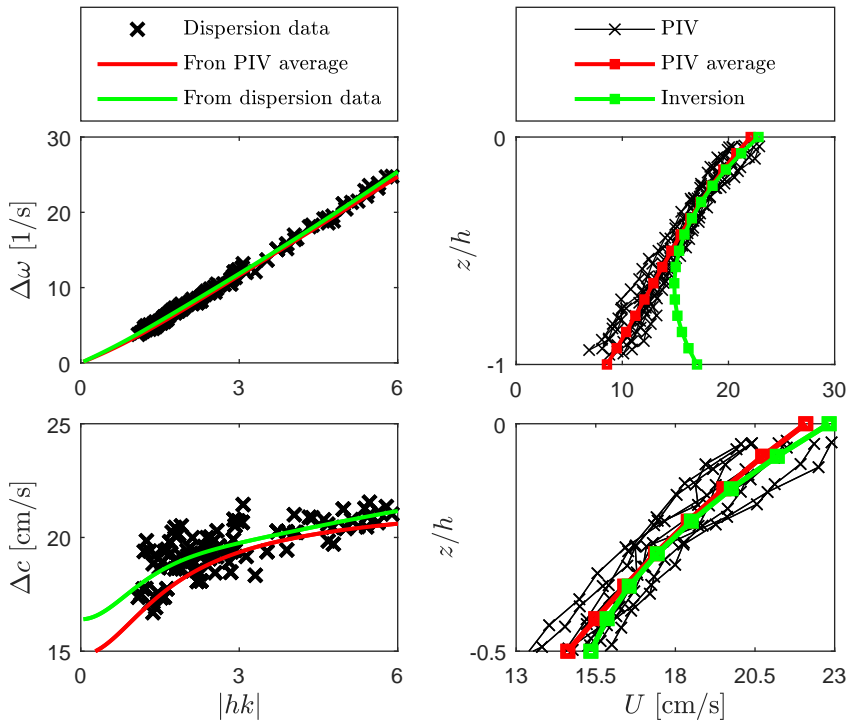 Dispersion data
Fron PIV average
From dispersion data
PIV
PIV average
Inversion
30
20
10
0
Δω [1/s]
0
3
6
0
-1
z/h
0
10
20
30
25
20
15
Δc [cm/s]
0
3
6
|hk|
0
-0.5
z/h
13
15.5
18
20.5
23
U [cm/s]